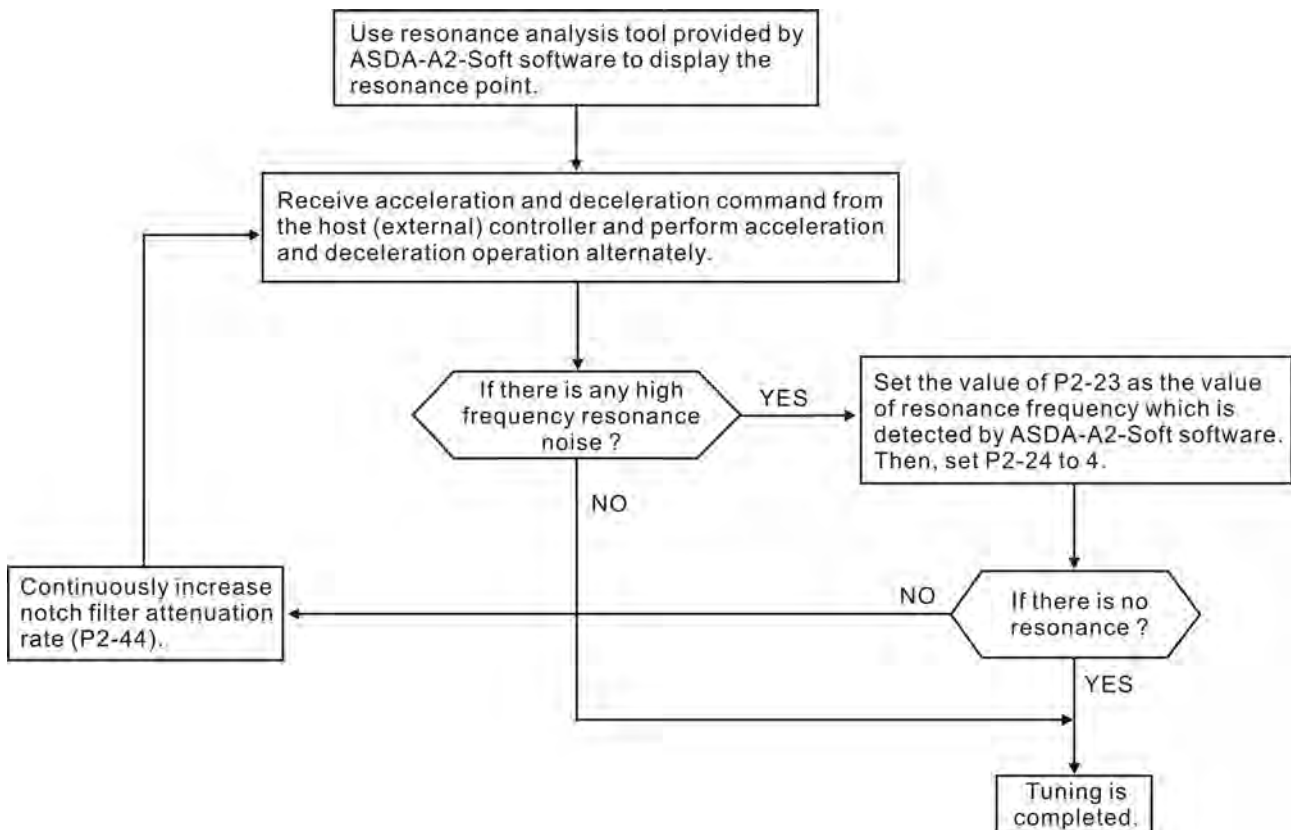 Use resonance analysis tool provided by
ASDA-A2-Soft software to display the
resonance point.
Receive acceleration and deceleration command from
the host (external) controller and perform acceleration
and deceleration operation alternately.
If there is any high
frequency resonance
noise ?
YES
Set the value of P2-23 as the value
of resonance frequency which is
detected by ASDA-A2-Soft software.
Then, set P2-24 to 4.
NO
Continuously increase
notch filter attenuation
rate (P2-44).
NO
If there is no
resonance ?
YES
Tuning is
completed.